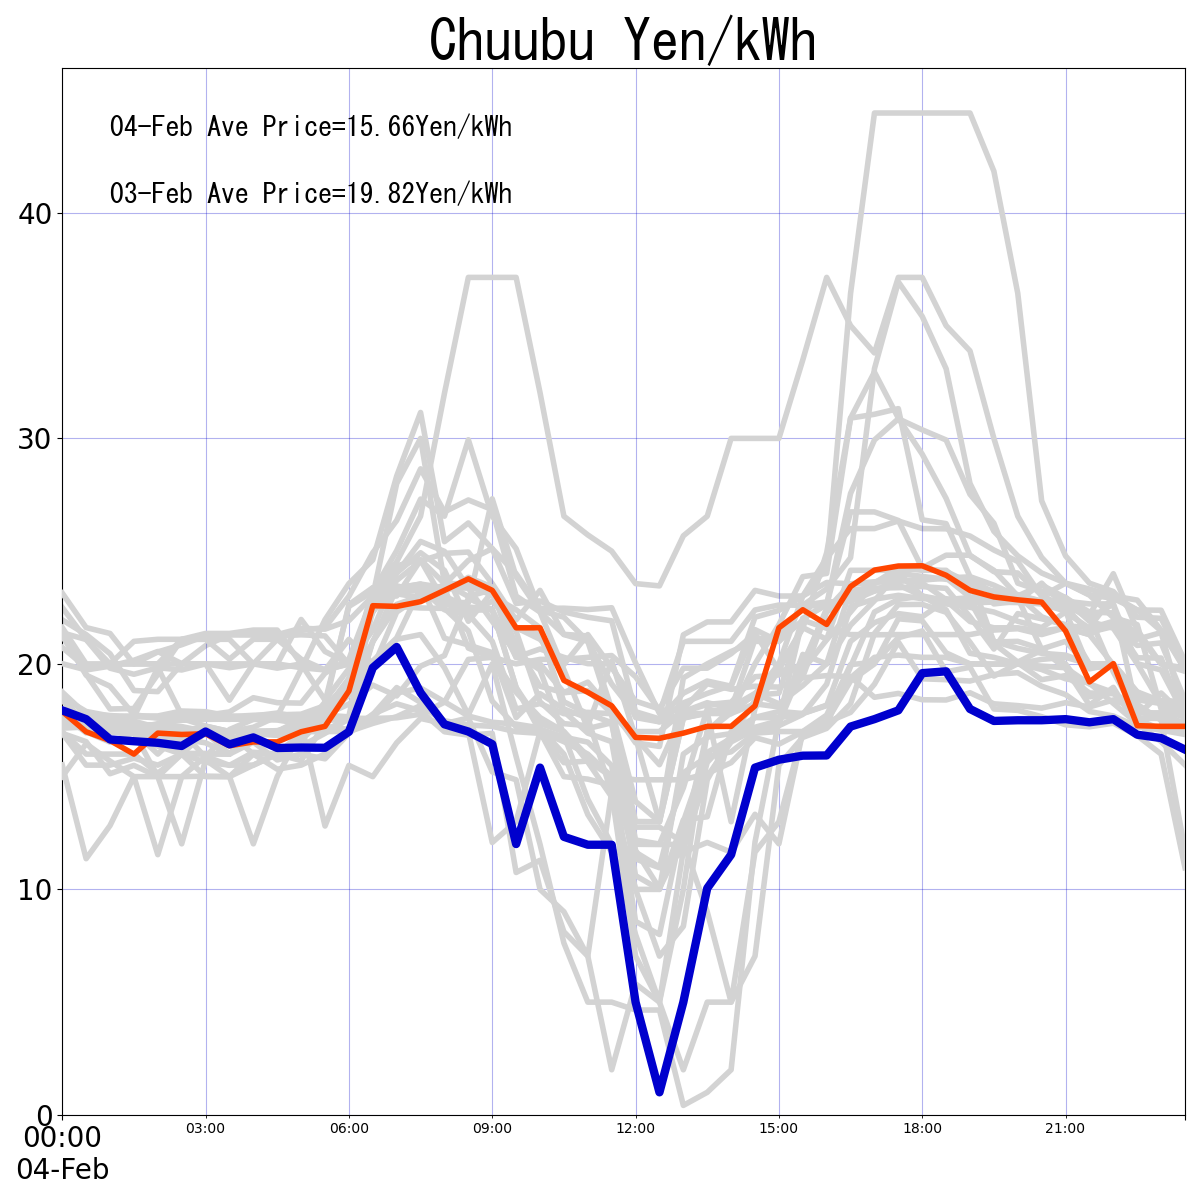 Chuubu Yen/kWh
04-Feb Ave Price=15.66Yen/kWh
03-Feb Ave Price=19.82Yen/kWh
40
30
20
10
0
00:00 03:00 06:00 09:00 12:00 15:00 18:00 21:00
04-Feb